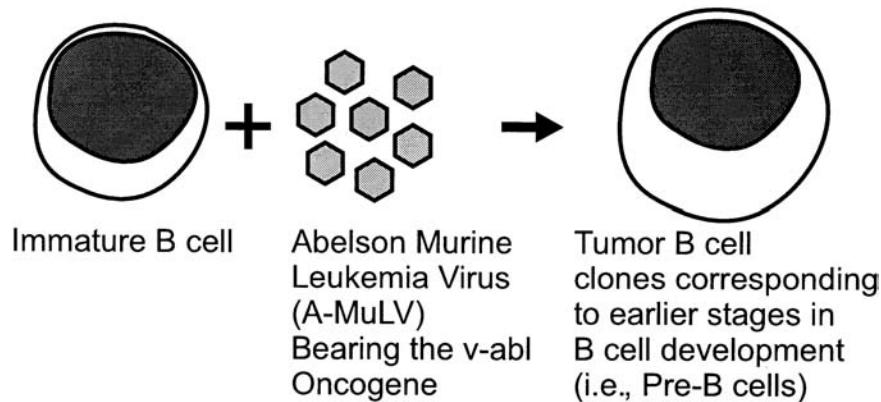 Immature B cell
Abelson Murine
Leukemia Virus
(A-MuLV)
Bearing the v-abl
Oncogene
Tumor B cell
clones corresponding
to earlier stages in
B cell development
(i.e., Pre-B cells)